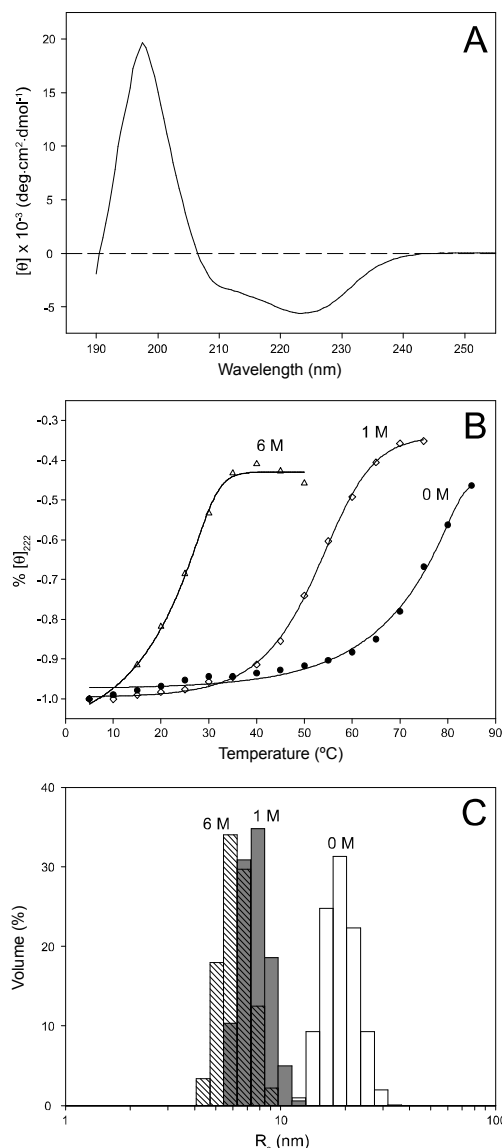 A
20
15
10
5
0
-5
[θ] x 10⁻³ (deg·cm²·dmol⁻¹)
190 200 210 220 230 240 250
Wavelength (nm)
B
6 M
1 M
0 M
-0.3
-0.4
-0.5
-0.6
-0.7
-0.8
-0.9
-1.0
% [θ]₂₂₂
0 10 20 30 40 50 60 70 80 90
Temperature (ºC)
C
6 M 1 M 0 M
40
30
20
10
0
Volume (%)
1 10 100
(nm)